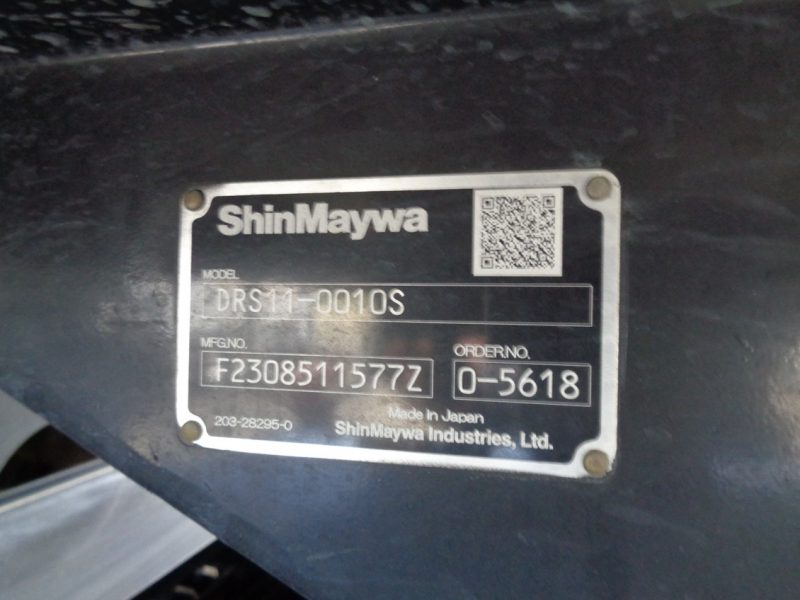 ShinMaywa
MODEL
DRS11-0010S
MFG.NO.
F2308511577Z
ORDER.NO.
0-5618
203-28295-0
Made in Japan
ShinMaywa Industries, Ltd.